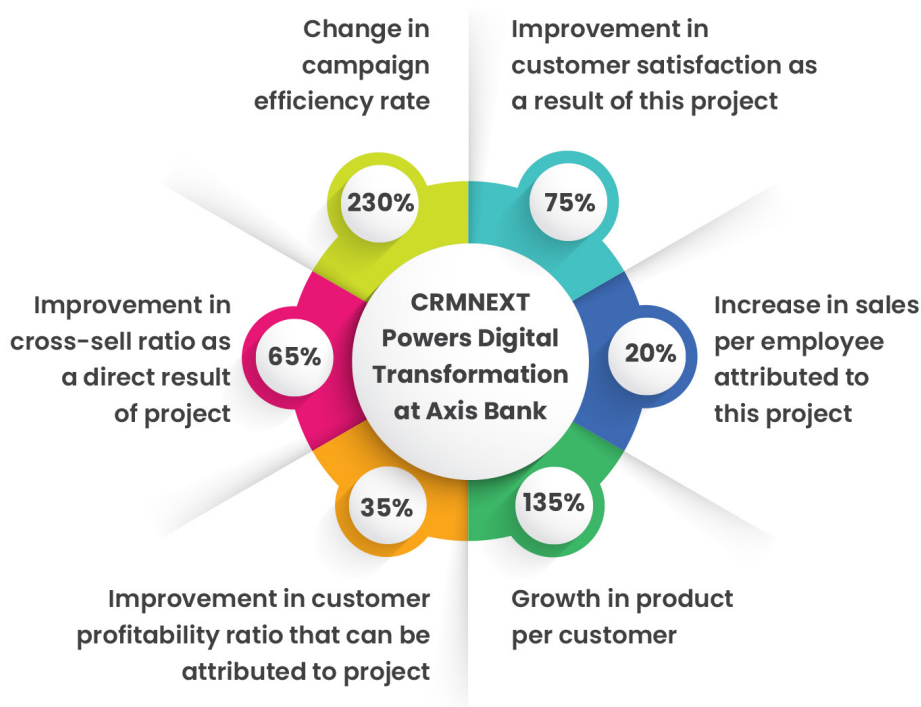 Change in
campaign
efficiency rate
230%
Improvement in
customer satisfaction as
a result of this project
75%
Improvement in
cross-sell ratio as
a direct result
of project
65%
CRMNEXT
Powers Digital
Transformation
at Axis Bank
20%
Increase in sales
per employee
attributed to
this project
35%
Improvement in customer
profitability ratio that can be
attributed to project
135%
Growth in product
per customer